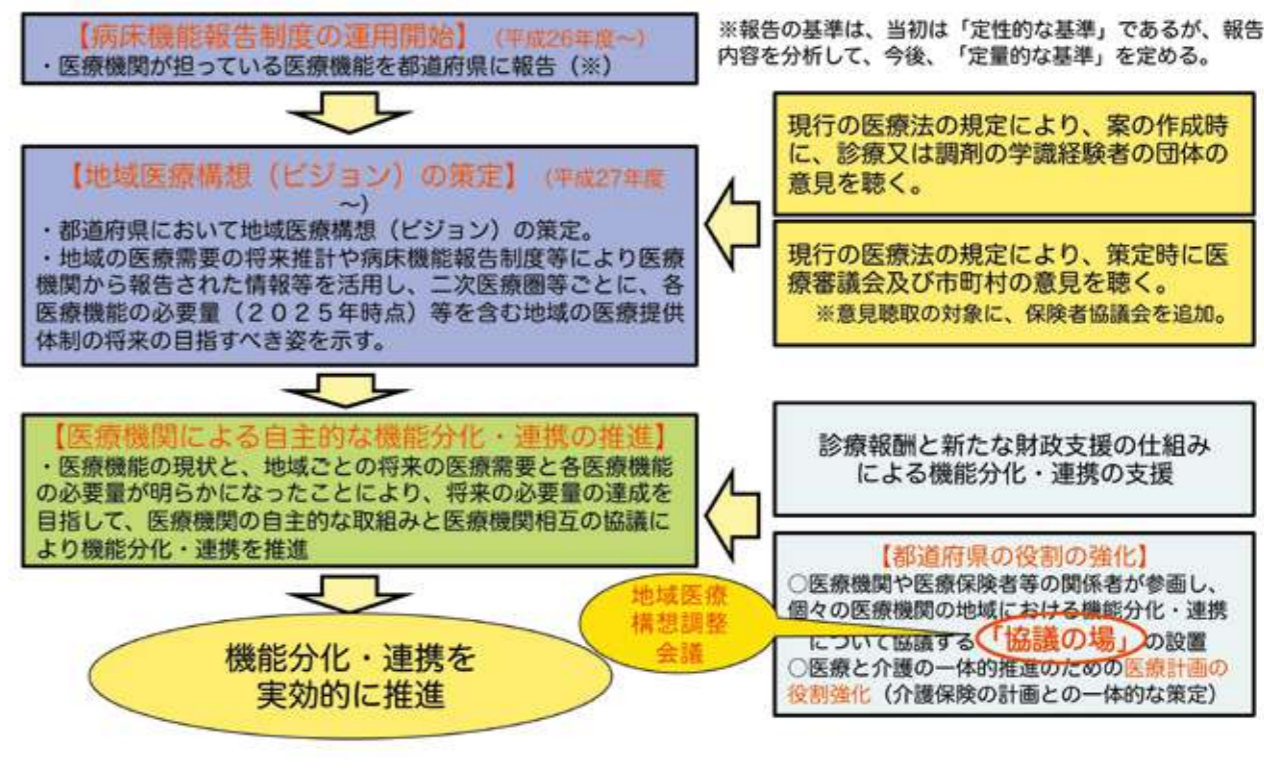 【病床機能報告制度の運用開始】（平成26年度～）
・医療機関が担っている医療機能を都道府県に報告（※）
※報告の基準は、当初は「定性的な基準」であるが、報告
内容を分析して、今後、「定量的な基準」を定める。
【地域医療構想（ビジョン）の策定】（平成27年度
～）
・都道府県において地域医療構想（ビジョン）の策定。
・地域の医療需要の将来推計や病床機能報告制度等により医療
機関から報告された情報等を活用し、二次医療圏等ごとに、各
医療機能の必要量（２０２５年時点）等を含む地域の医療提供
体制の将来の目指すべき姿を示す。
現行の医療法の規定により、案の作成時
に、診療又は調剤の学識経験者の団体の
意見を聴く。
現行の医療法の規定により、策定時に医
療審議会及び市町村の意見を聴く。
※意見聴取の対象に、保険者協議会を追加。
【医療機関による自主的な機能分化・連携の推進】
・医療機能の現状と、地域ごとの将来の医療需要と各医療機能
の必要量が明らかになったことにより、将来の必要量の達成を
目指して、医療機関の自主的な取組みと医療機関相互の協議に
より機能分化・連携を推進
診療報酬と新たな財政支援の仕組み
による機能分化・連携の支援
【都道府県の役割の強化】
○医療機関や医療保険者等の関係者が参画し、
個々の医療機関の地域における機能分化・連携
について協議する「協議の場」の設置
○医療と介護の一体的推進のための医療計画の
役割強化（介護保険の計画との一体的な策定）
地域医療
構想調整
会議
機能分化・連携を
実効的に推進